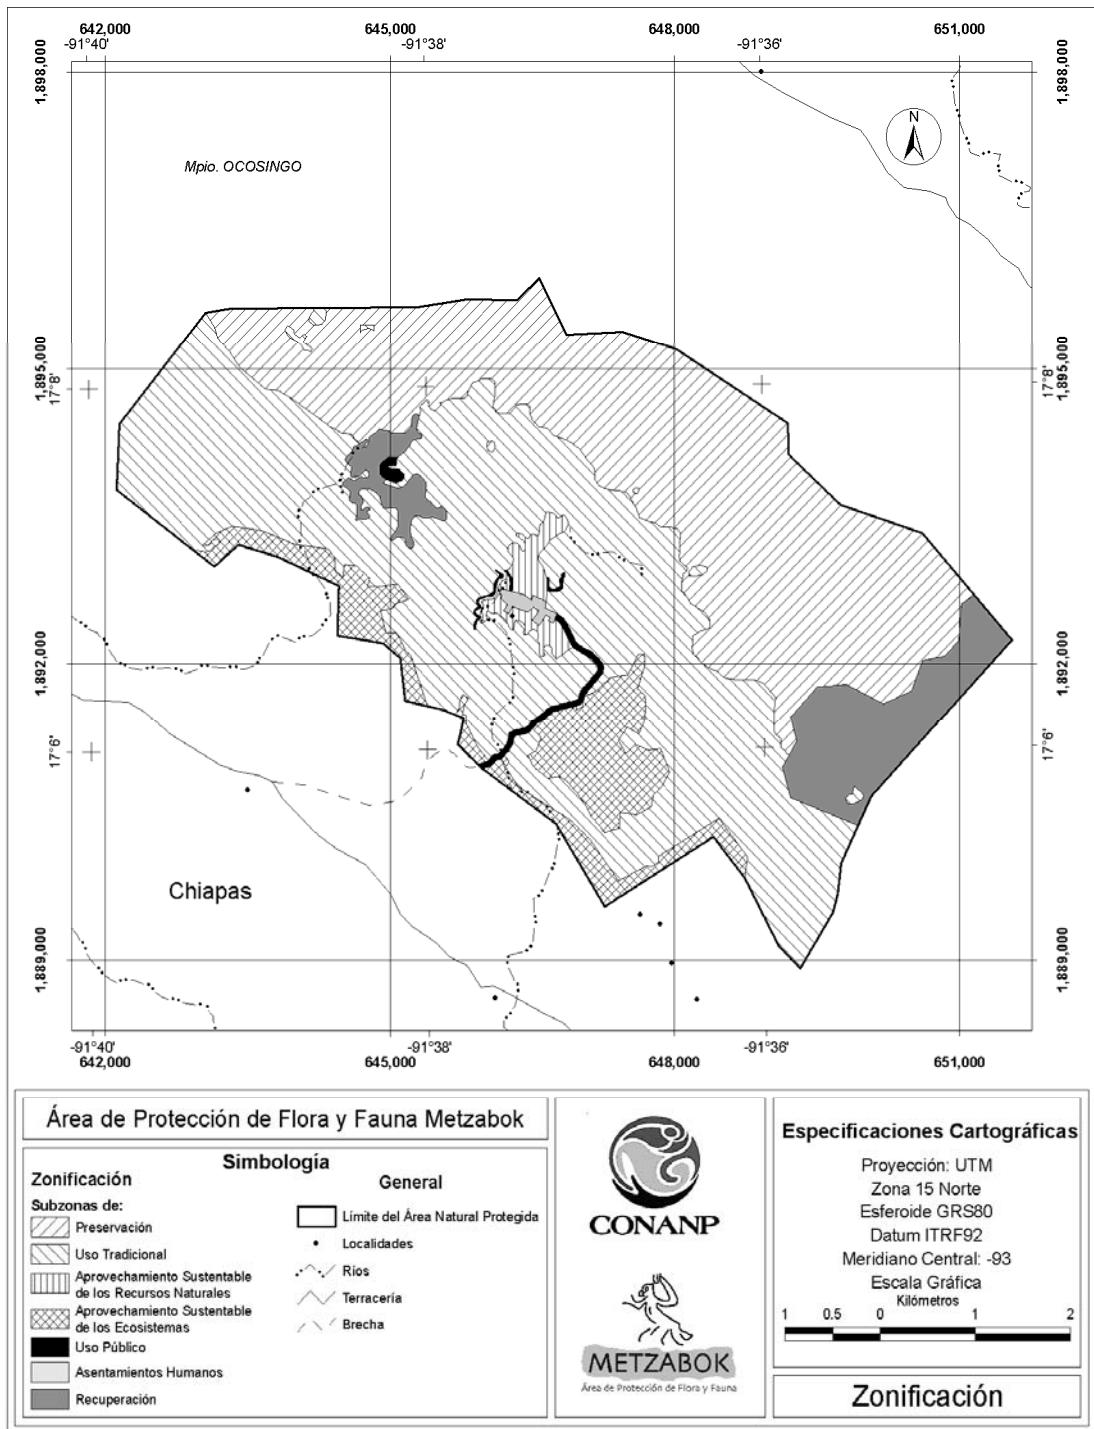 642,000 645,000 648,000 651,000
-91°40' -91°38' -91°36'
1,898,000 1,898,000
N
Mpio. OCOSINGO
1,895,000 1,895,000
17°8' 17°8'
1,892,000 1,892,000
17°6' 17°6'
Chiapas
1,889,000 1,889,000
-91°40' -91°38' -91°36'
642,000 645,000 648,000 651,000
Área de Protección de Flora y Fauna Metzabok
Simbología
Zonificación
Subzonas de:
Preservación
Uso Tradicional
Aprovechamiento Sustentable
de los Recursos Naturales
Aprovechamiento Sustentable
de los Ecosistemas
Uso Público
Asentamientos Humanos
Recuperación
General
Límite del Área Natural Protegida
Localidades
Ríos
Terracería
Brecha
CONANP
METZABOK
Área de Protección de Flora y Fauna
Especificaciones Cartográficas
Proyección: UTM
Zona 15 Norte
Esferoide GRS80
Datum ITRF92
Meridiano Central: -93
Escala Gráfica
Kilómetros
1 0.5 0 1 2
Zonificación